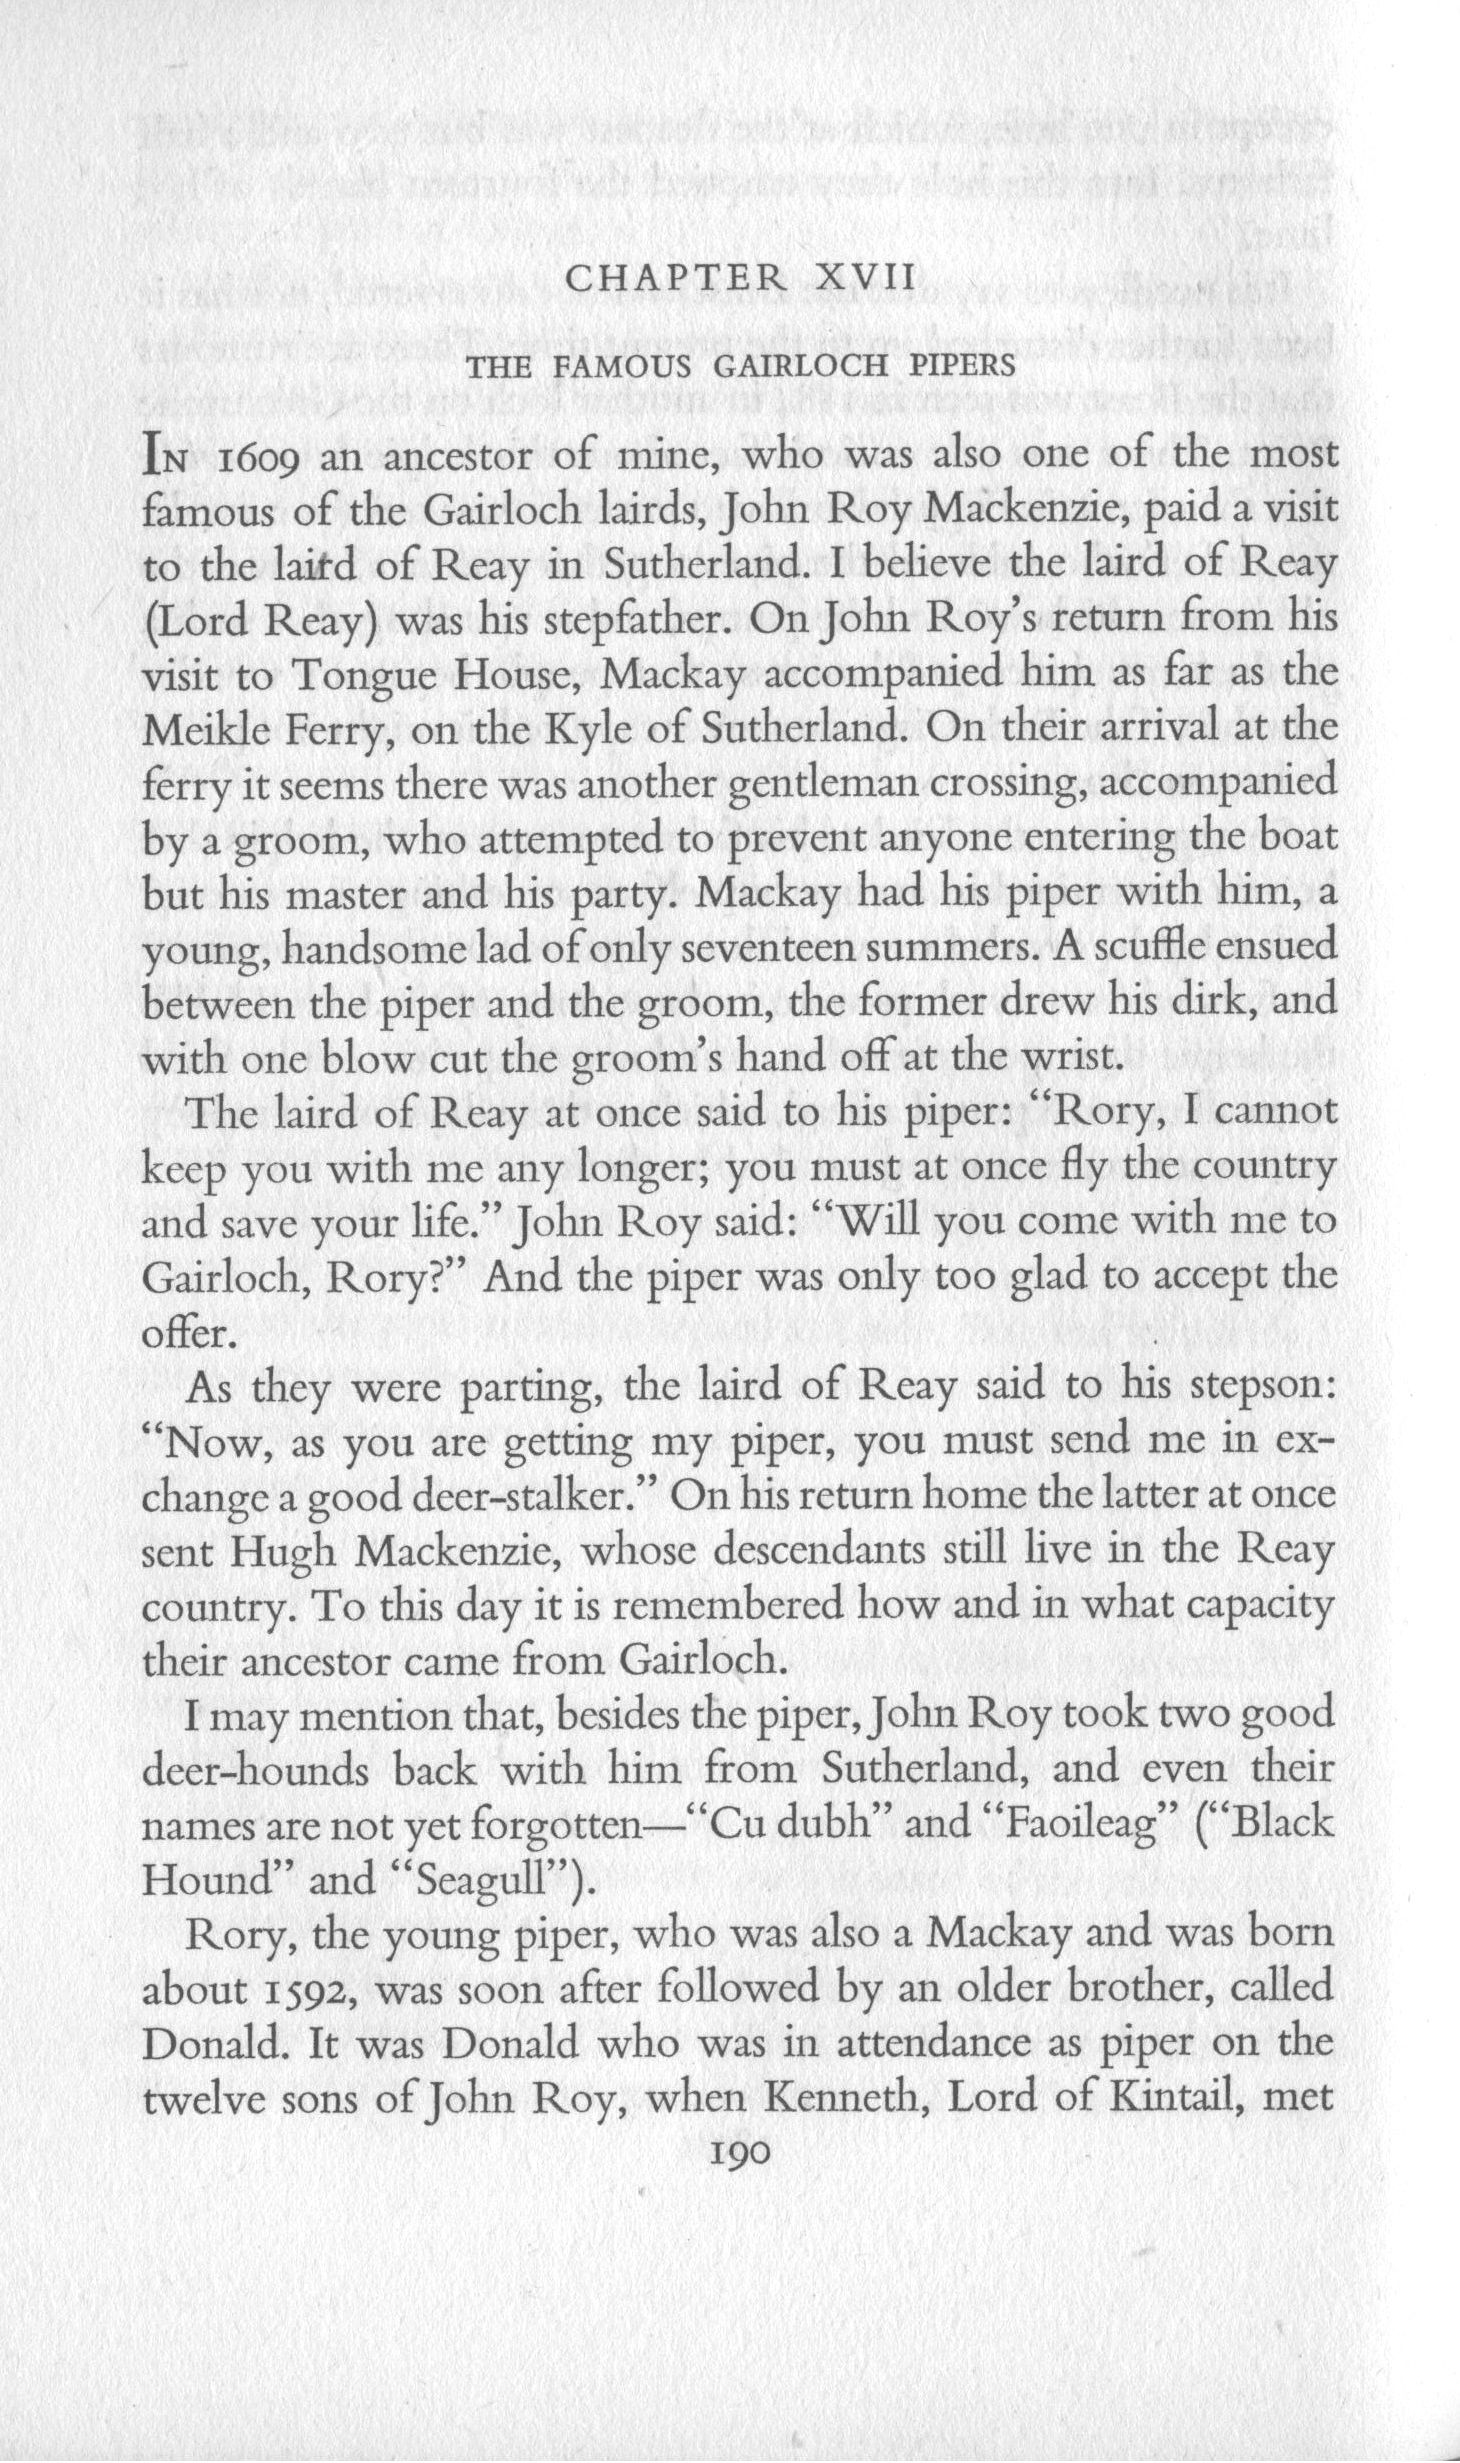 CHAPTER XVII
THE FAMOUS GAIRLOCH PIPERS
IN 1609 an ancestor of mine, who was also one of the most
famous of the Gairloch lairds, John Roy Mackenzie, paid a visit
to the laird of Reay in Sutherland. I believe the laird of Reay
(Lord Reay) was his stepfather. On John Roy's return from his
visit to Tongue House, Mackay accompanied him as far as the
Meikle Ferry, on the Kyle of Sutherland. On their arrival at the
ferry it seems there was another gentleman crossing, accompanied
by a groom, who attempted to prevent anyone entering the boat
but his master and his party. Mackay had his piper with him, a
young, handsome lad of only seventeen summers. A scuffle ensued
between the piper and the groom, the former drew his dirk, and
with one blow cut the groom's hand off at the wrist.
The laird of Reay at once said to his piper: “Rory, I cannot
keep you with me any longer; you must at once fly the country
and save your life.” John Roy said: “Will you come with me to
Gairloch, Rory?” And the piper was only too glad to accept the
offer.
As they were parting, the laird of Reay said to his stepson:
“Now, as you are getting my piper, you must send me in ex-
change a good deer-stalker.” On his return home the latter at once
sent Hugh Mackenzie, whose descendants still live in the Reay
country. To this day it is remembered how and in what capacity
their ancestor came from Gairloch.
I may mention that, besides the piper, John Roy took two good
deer-hounds back with him from Sutherland, and even their
names are not yet forgotten—“Cu dubh” and “Faoileag” (“Black
Hound” and “Seagull”).
Rory, the young piper, who was also a Mackay and was born
about 1592, was soon after followed by an older brother, called
Donald. It was Donald who was in attendance as piper on the
twelve sons of John Roy, when Kenneth, Lord of Kintail, met
190